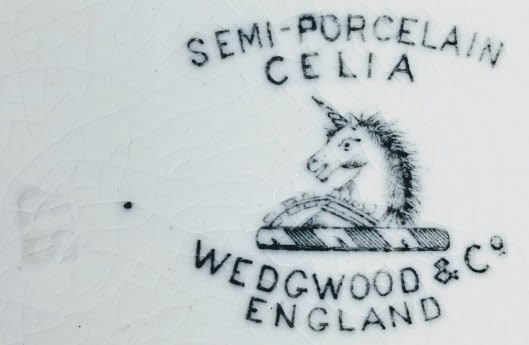 SEMI-PORCELAIN
CELIA
WEDGWOOD & Cº
ENGLAND